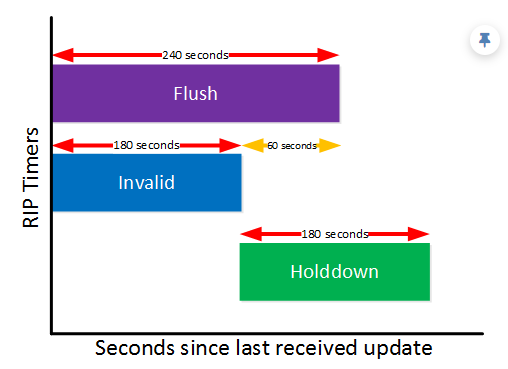 240 seconds
Flush
180 seconds
60 seconds
Invalid
180 seconds
Holddown
RIP Timers
Seconds since last received update